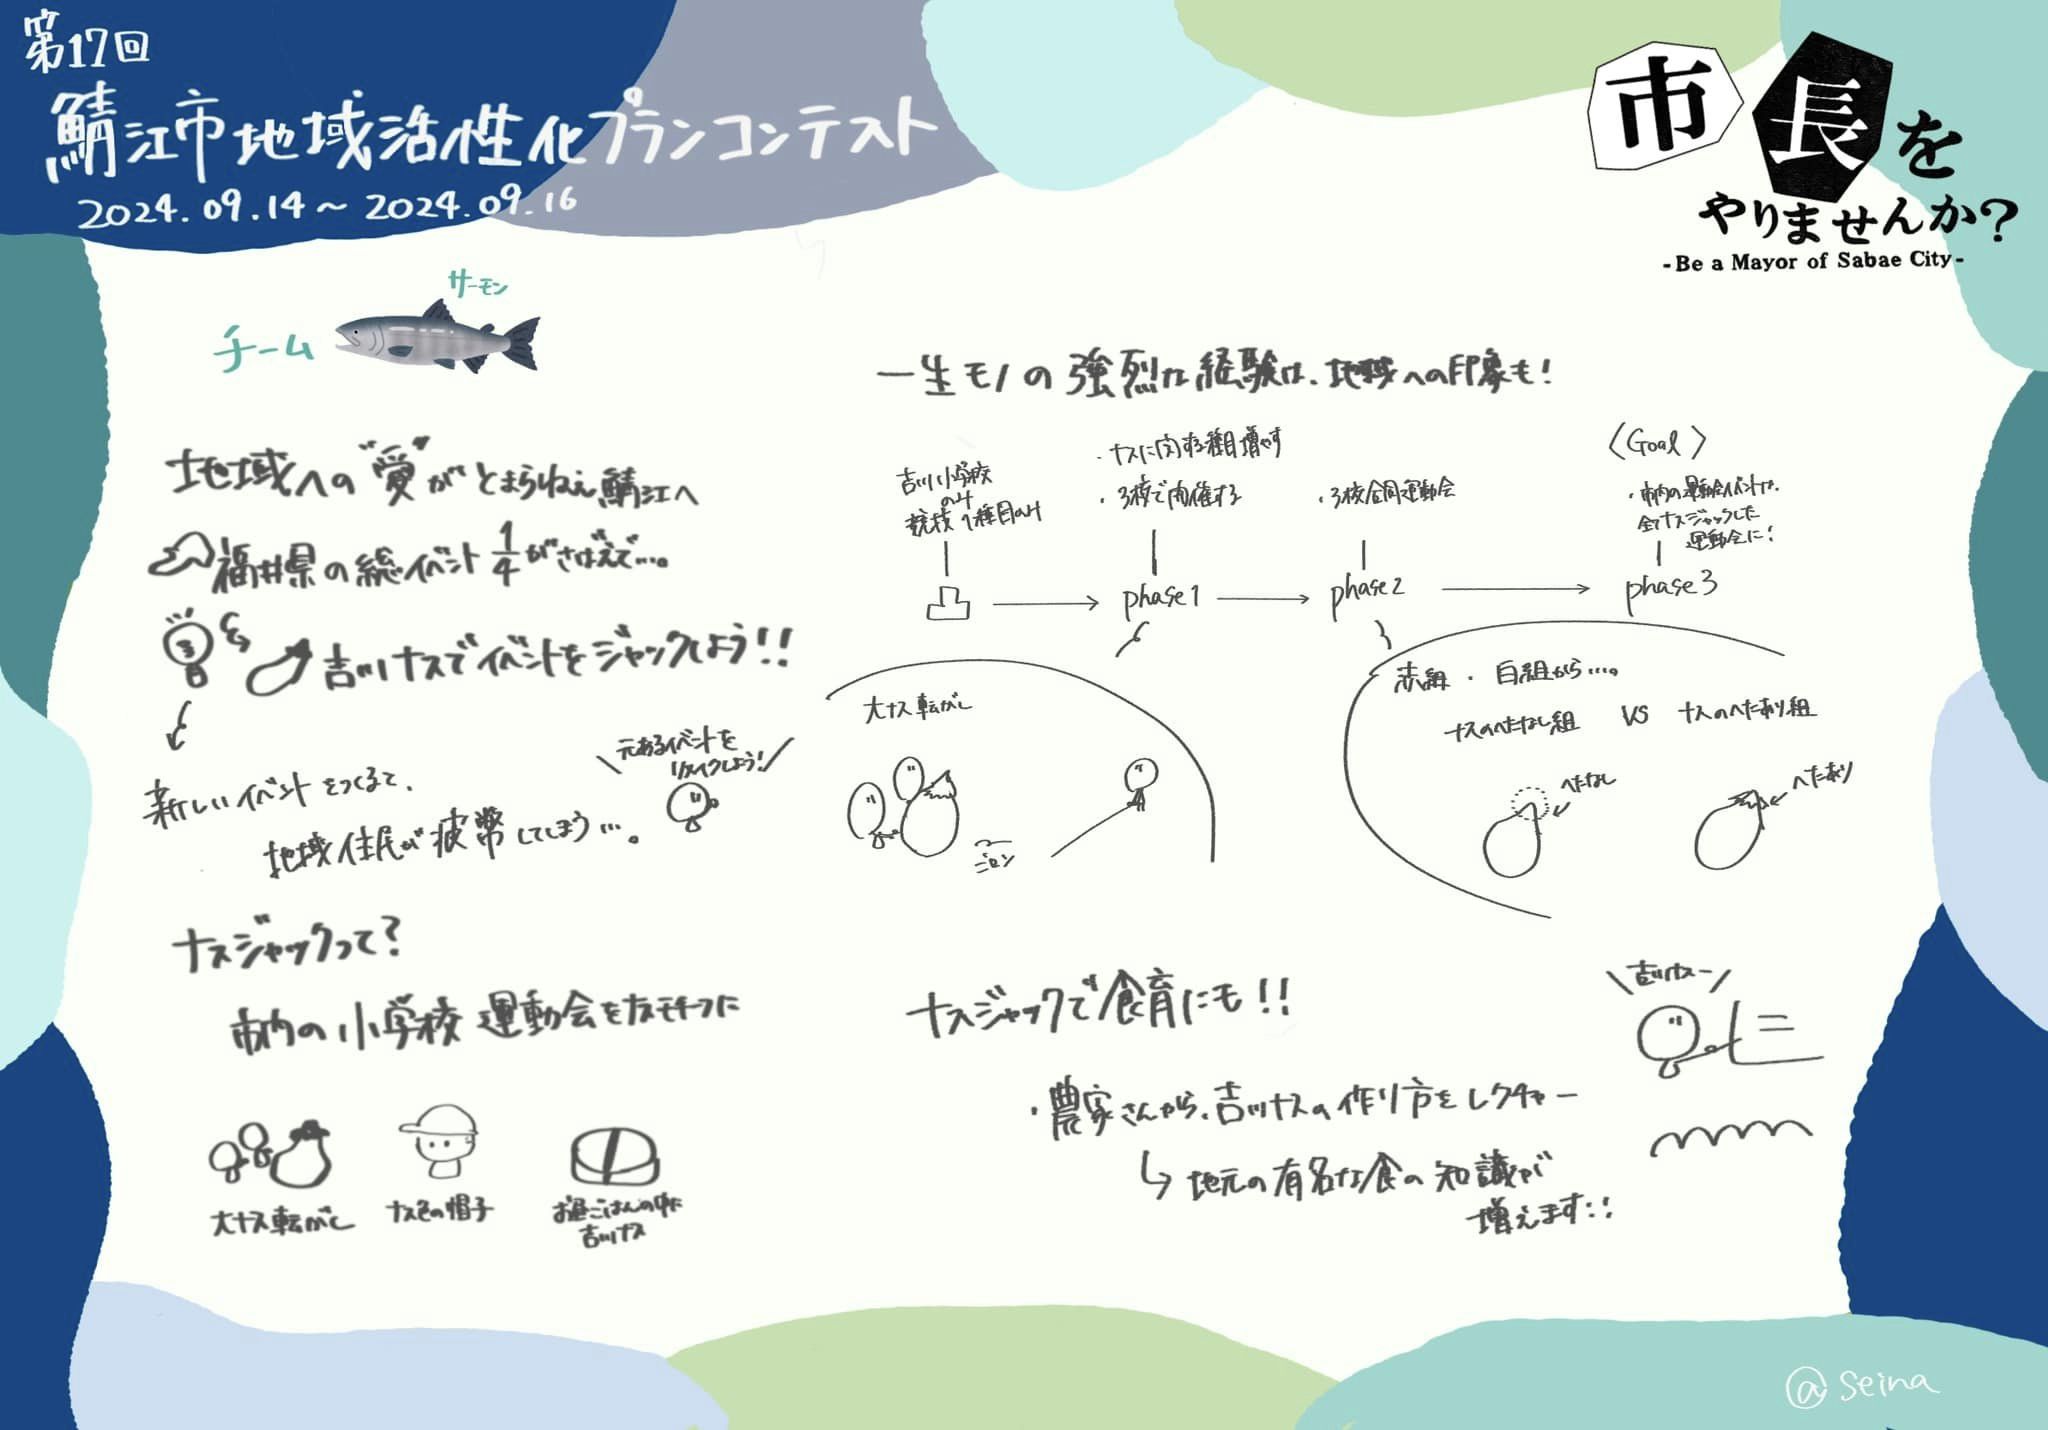 第17回
鯖江市地域活性化プランコンテスト
2024.09.14～2024.09.16
市長を
やりませんか？
-Be a Mayor of Sabae City-
チーム
サーモン
地域への"愛"がとまらねぇ鯖江へ
福井県の総イベント1/4がさばえで…。
吉川ナスでイベントをジャックしよう!!
新しいイベントをつくるて、
地域住民が疲弊してしまう…。
元あるイベントを
リメイクしよう!
ナスジャックって?
市内の小学校運動会を
モチーフに
大ナス転がし
ナス色の帽子
お昼ごはんの中に
吉川ナス
一生モノの強烈な経験は、地域への印象も!
吉川小学校
のみ
競技1種目のみ
・ナスに関する種目増やす
・3校で開催する
・3校合同運動会
〈Goal〉
・市内の運動会イベントが、
全てナスジャックした
運動会に!
phase1
phase2
phase3
大ナス転がし
ゴロン
赤組・白組から…。
ナスのへたなし組 VS ナスのへたあり組
へたなし
へたあり
ナスジャックで食育にも!!
・農家さんから、吉川ナスの作り方をレクチャー
地元の有名な食の知識が
増えます!!
吉川ナスー
@seina